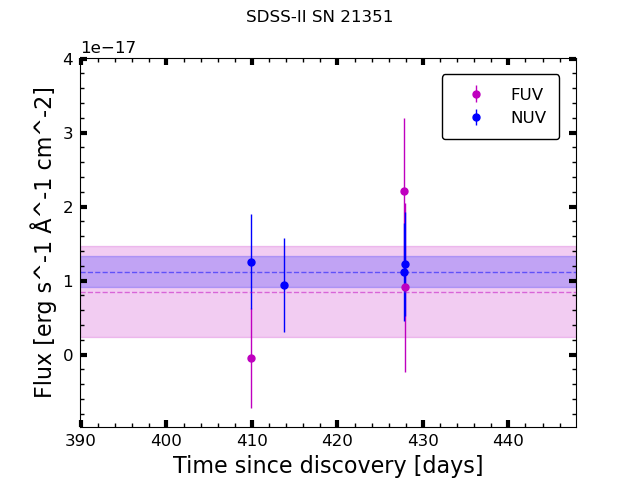 SDSS-II SN 21351
1e−17
4
3
2
1
0
390 400 410 420 430 440
Flux [erg s^-1 Å^-1 cm^-2]
Time since discovery [days]
FUV
NUV